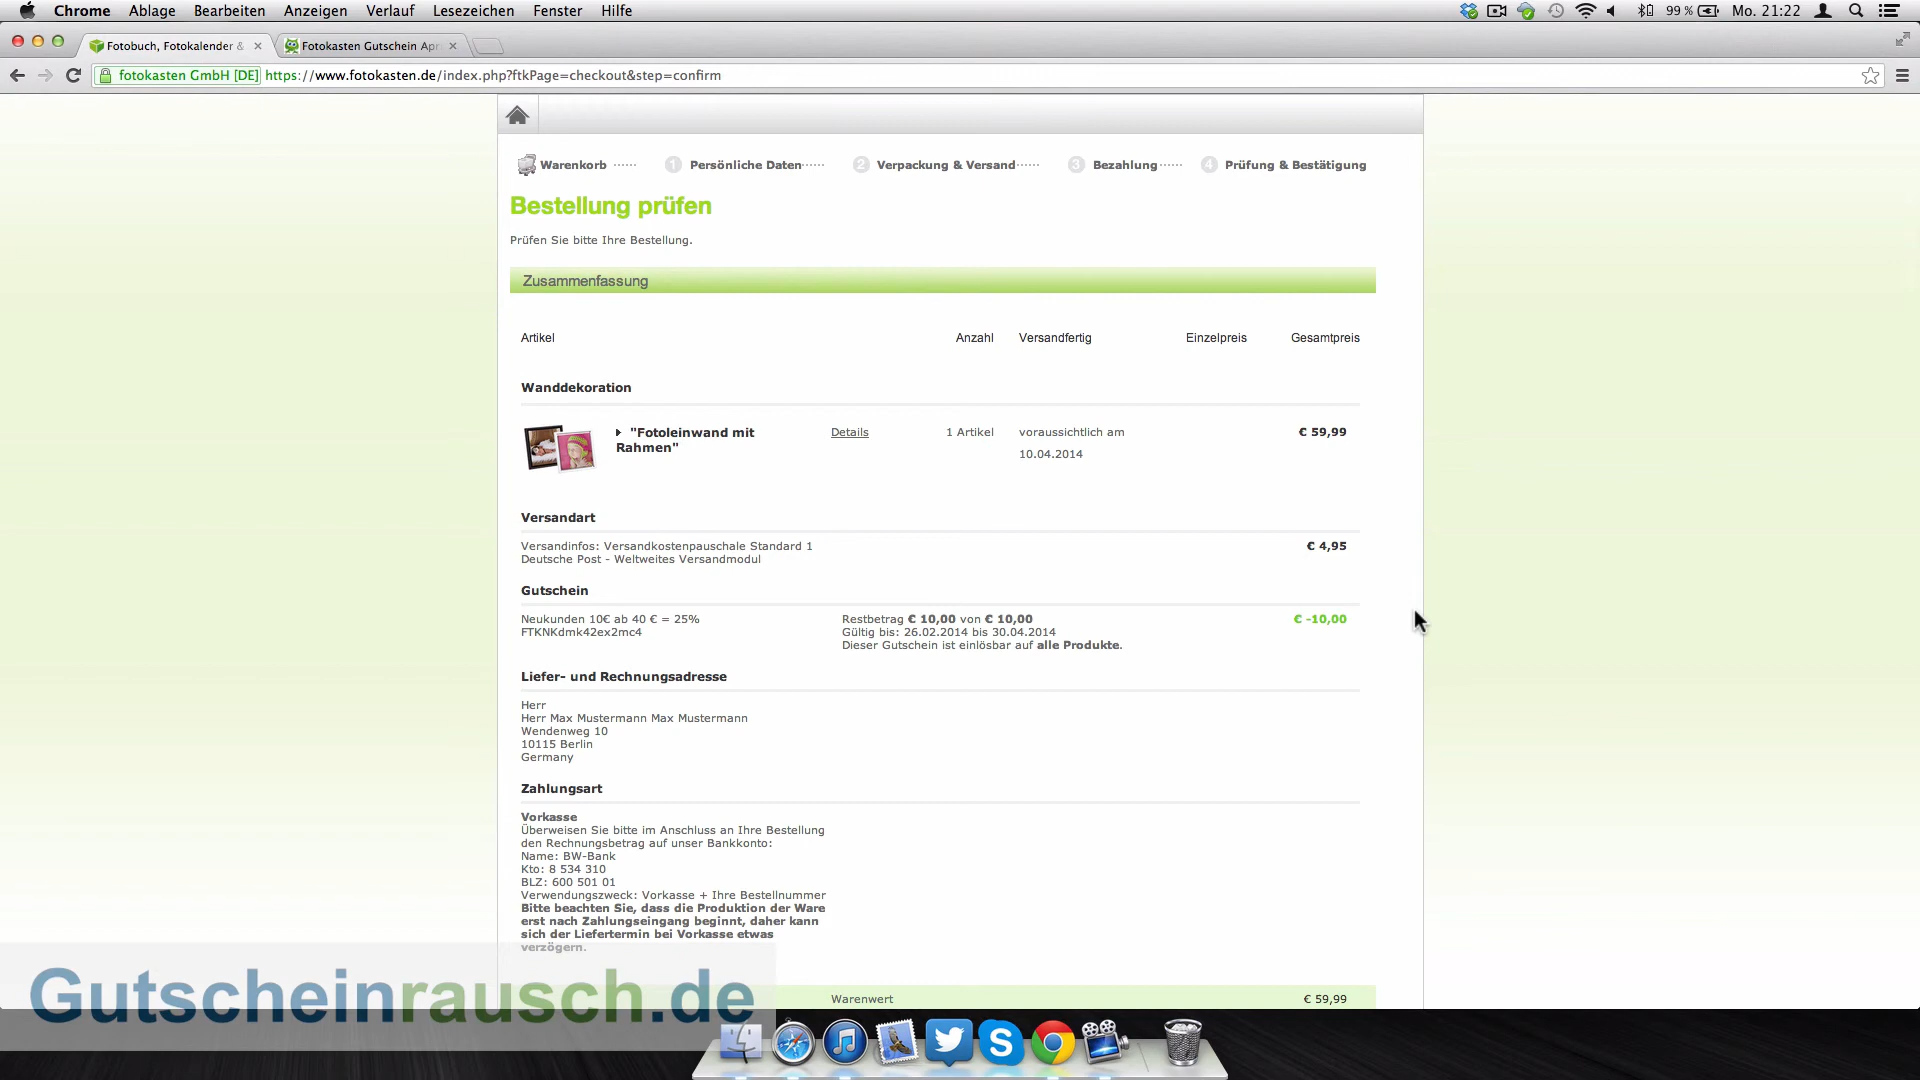 Chrome Ablage Bearbeiten Anzeigen Verlauf Lesezeichen Fenster Hilfe 99 % Mo. 21:22
Fotobuch, Fotokalender & Fotokasten Gutschein Apr
fotokasten GmbH [DE] https://www.fotokasten.de/index.php?ftkPage=checkout&step=confirm
Warenkorb 1 Persönliche Daten 2 Verpackung & Versand 3 Bezahlung 4 Prüfung & Bestätigung
Bestellung prüfen
Prüfen Sie bitte Ihre Bestellung.
Zusammenfassung
Artikel Anzahl Versandfertig Einzelpreis Gesamtpreis
Wanddekoration
"Fotoleinwand mit Details 1 Artikel voraussichtlich am € 59,99
Rahmen"
10.04.2014
Versandart
Versandinfos: Versandkostenpauschale Standard 1 € 4,95
Deutsche Post - Weltweites Versandmodul
Gutschein
Neukunden 10€ ab 40 € = 25% Restbetrag € 10,00 von € 10,00 € -10,00
FTKNKdmk42ex2mc4 Gültig bis: 26.02.2014 bis 30.04.2014
Dieser Gutschein ist einlösbar auf alle Produkte.
Liefer- und Rechnungsadresse
Herr
Herr Max Mustermann Max Mustermann
Wendenweg 10
10115 Berlin
Germany
Zahlungsart
Vorkasse
Überweisen Sie bitte im Anschluss an Ihre Bestellung
den Rechnungsbetrag auf unser Bankkonto:
Name: BW-Bank
Kto: 8 534 310
BLZ: 600 501 01
Verwendungszweck: Vorkasse + Ihre Bestellnummer
Bitte beachten Sie, dass die Produktion der Ware
erst nach Zahlungseingang beginnt, daher kann
sich der Liefertermin bei Vorkasse etwas
verzögern.
Gutscheinrausch.de
Warenwert € 59,99